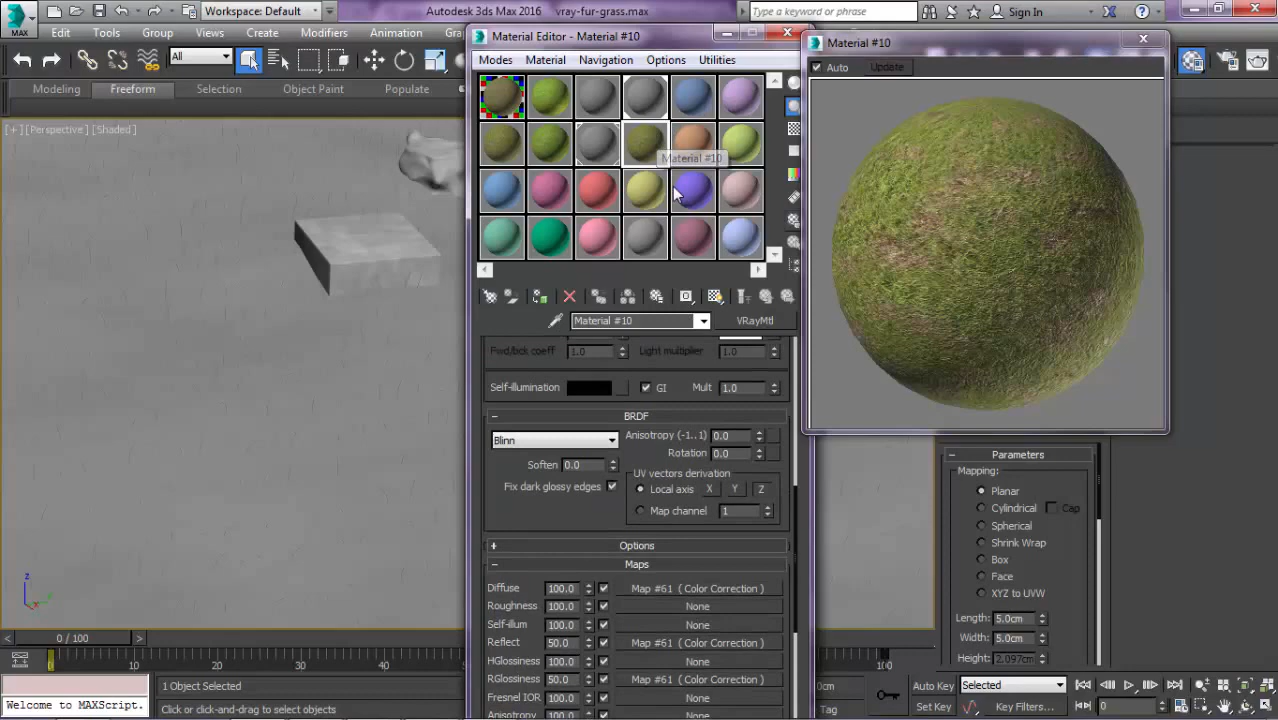 Workspace: Default
Autodesk 3ds Max 2016 vray-fur-grass.max
Type a keyword or phrase
Sign In
MAX
Edit Tools Group Views Create Modifiers Animation
All
Modeling Freeform Selection Object Paint Populate
[+][Perspective][Shaded]
Material Editor - Material #10
Modes Material Navigation Options Utilities
Material #10
Material #10 VRayMtl
Fwd/bck coeff 1.0 Light multiplier 1.0
Self-illumination GI Mult 1.0
BRDF
Blinn
Anisotropy (-1..1) 0.0
Rotation 0.0
Soften 0.0
UV vectors derivation
Fix dark glossy edges
Local axis X Y Z
Map channel 1
Options
Maps
Diffuse 100.0 Map #61 ( Color Correction )
Roughness 100.0 None
Self-illum 100.0 None
Reflect 50.0 Map #61 ( Color Correction )
HGlossiness 100.0 None
RGlossiness 50.0 Map #61 ( Color Correction )
Fresnel IOR 100.0 None
Anisotropy 100.0 None
Material #10
Auto Update
Parameters
Mapping:
Planar
Cylindrical Cap
Spherical
Shrink Wrap
Box
Face
XYZ to UVW
Length: 5.0cm
Width: 5.0cm
Height: 2.097cm
z
0 / 100
0 10 20 30 40 100
1 Object Selected
Welcome to MAXScript.
Click or click-and-drag to select objects
0cm
Tag
Auto Key Selected
Set Key Key Filters...
0